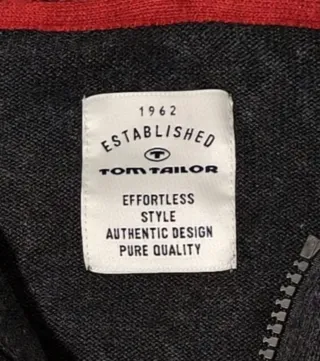 1962
ESTABLISHED
TOM TAILOR
EFFORTLESS
STYLE
AUTHENTIC DESIGN
PURE QUALITY